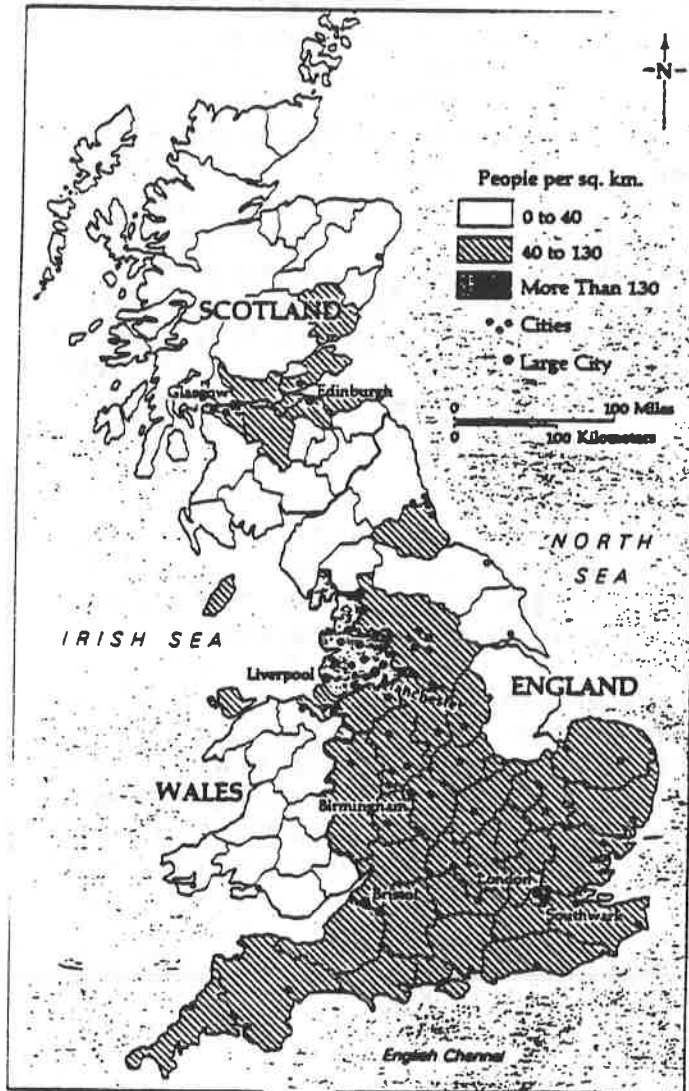 -N-
People per sq. km.
0 to 40
40 to 130
More Than 130
Cities
Large City
0 100 Miles
0 100 Kilometers
SCOTLAND
Glasgow
Edinburgh
NORTH
SEA
IRISH SEA
Liverpool
Manchester
ENGLAND
WALES
Birmingham
London
Bristol
Southwark
English Channel